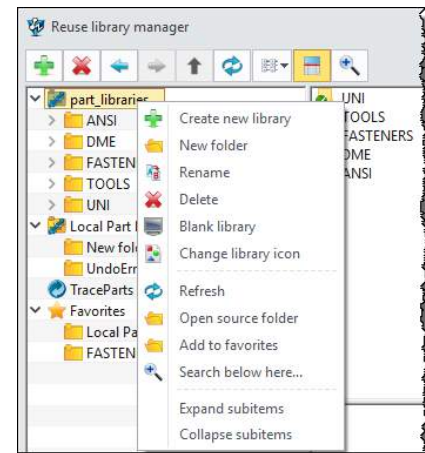 Reuse library manager
part_libraries
ANSI
DME
FASTEN
TOOLS
UNI
Local Part
New fol
UndoErr
TraceParts
Favorites
Local Pa
FASTEN
Create new library
New folder
Rename
Delete
Blank library
Change library icon
Refresh
Open source folder
Add to favorites
Search below here...
Expand subitems
Collapse subitems
UNI
TOOLS
FASTENERS
DME
ANSI